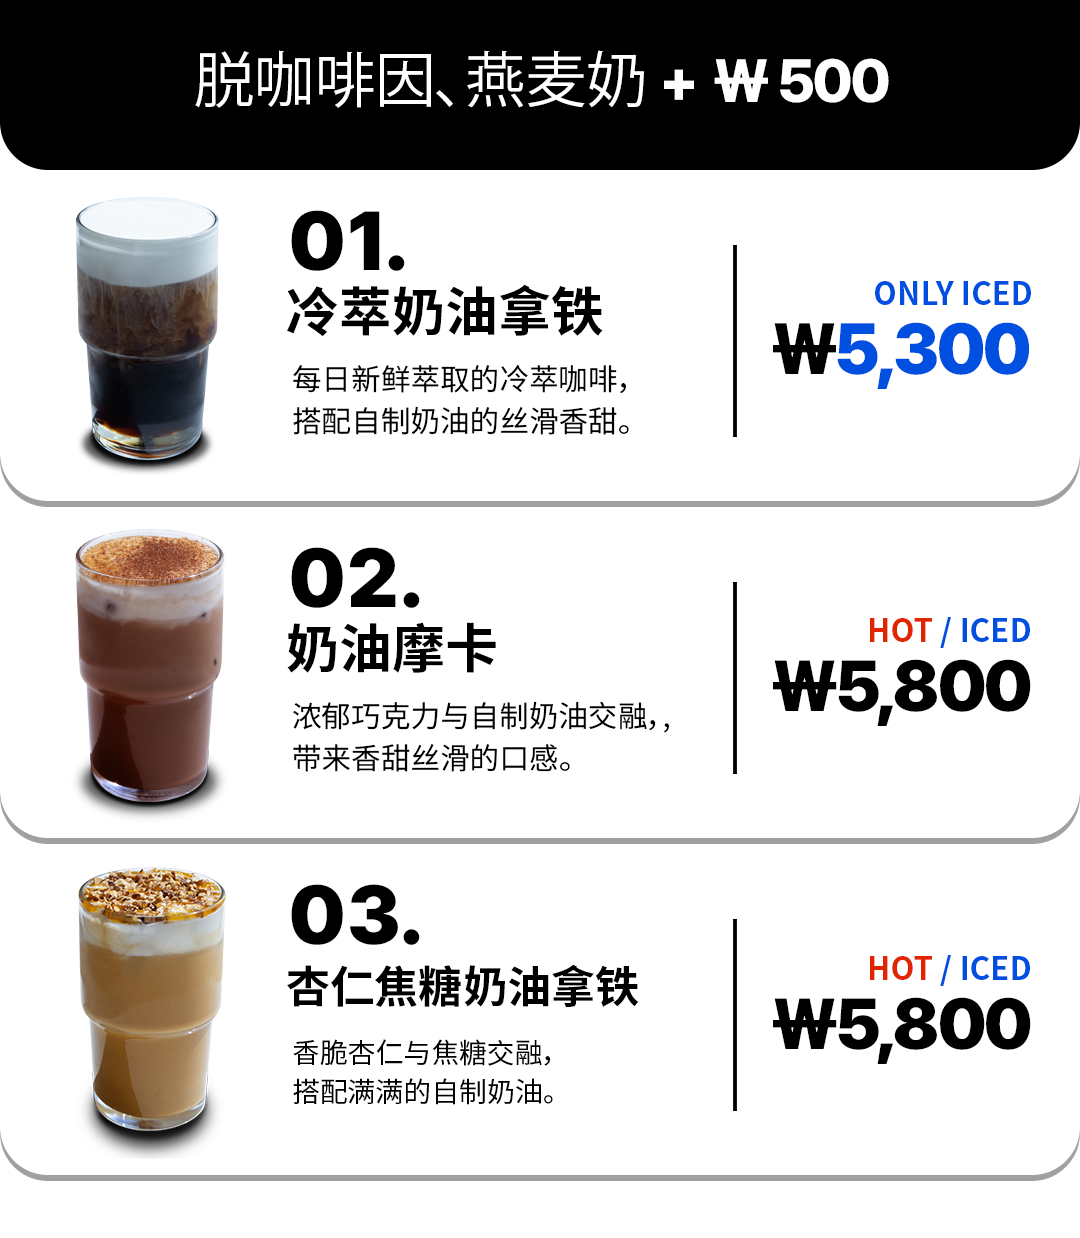 脱咖啡因、燕麦奶 + ₩ 500
01.
冷萃奶油拿铁
每日新鲜萃取的冷萃咖啡，
搭配自制奶油的丝滑香甜。
ONLY ICED
₩5,300
02.
奶油摩卡
浓郁巧克力与自制奶油交融，,
带来香甜丝滑的口感。
HOT / ICED
₩5,800
03.
杏仁焦糖奶油拿铁
香脆杏仁与焦糖交融，
搭配满满的自制奶油。
HOT / ICED
₩5,800